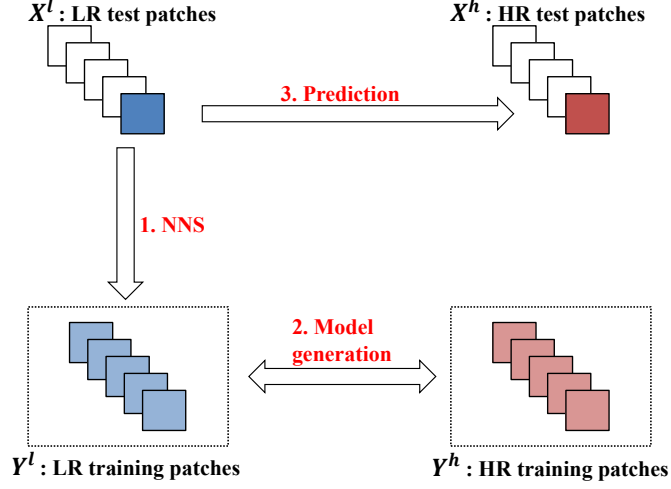 X^l : LR test patches
X^h : HR test patches
3. Prediction
1. NNS
2. Model
generation
Y^l : LR training patches
Y^h : HR training patches